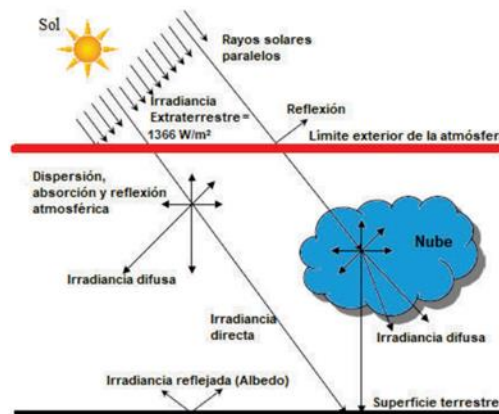 Sol
Rayos solares
paralelos
Irradiancia
Extraterrestre =
1366 W/m²
Reflexión
Límite exterior de la atmósfer
Dispersión,
absorción y reflexión
atmosférica
Nube
Irradiancia difusa
Irradiancia
directa
Irradiancia difusa
Irradiancia reflejada (Albedo)
Superficie terrestre